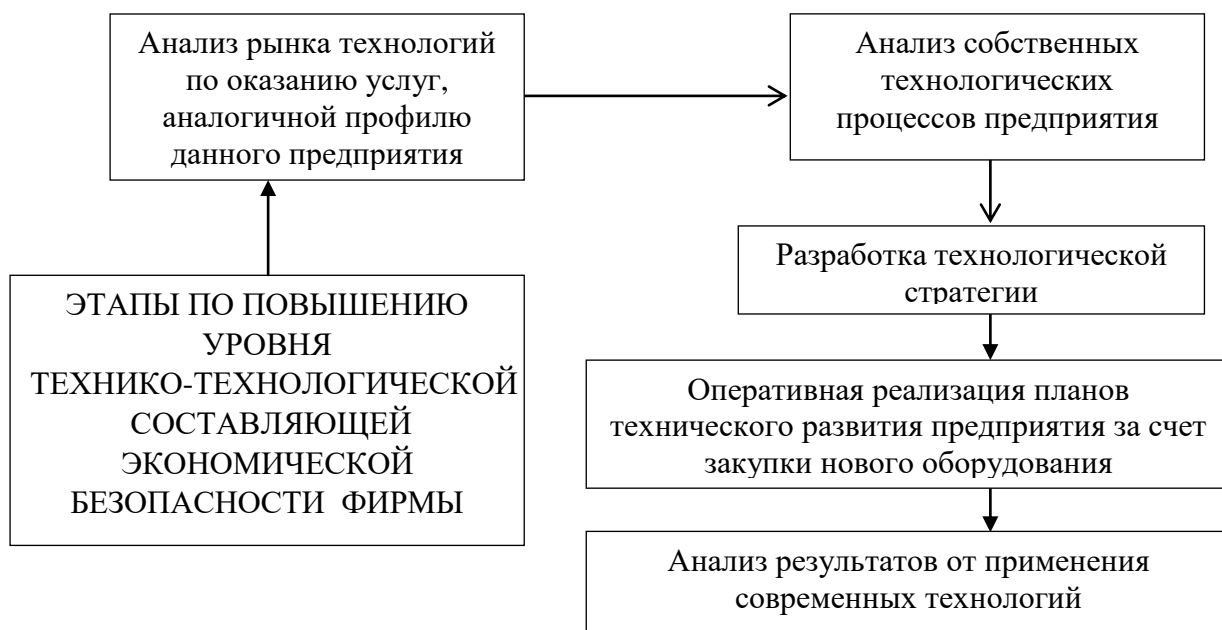 Анализ рынка технологий
по оказанию услуг,
аналогичной профилю
данного предприятия
Анализ собственных
технологических
процессов предприятия
Разработка технологической
стратегии
ЭТАПЫ ПО ПОВЫШЕНИЮ
УРОВНЯ
ТЕХНИКО-ТЕХНОЛОГИЧЕСКОЙ
СОСТАВЛЯЮЩЕЙ
ЭКОНОМИЧЕСКОЙ
БЕЗОПАСНОСТИ ФИРМЫ
Оперативная реализация планов
технического развития предприятия за счет
закупки нового оборудования
Анализ результатов от применения
современных технологий